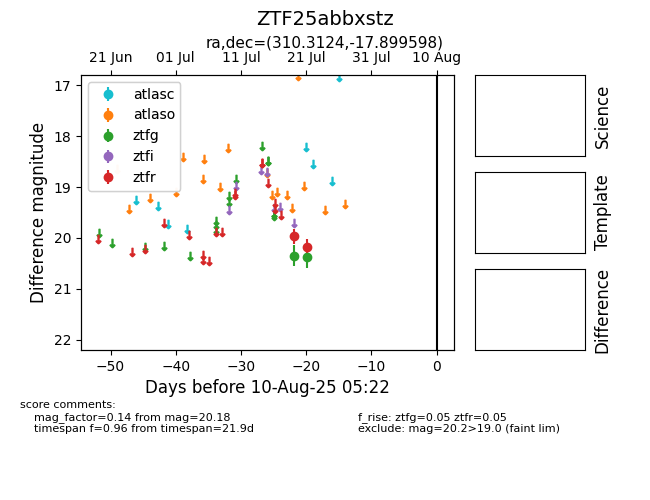 ZTF25abbxstz
ra,dec=(310.3124,-17.899598)
21 Jun 01 Jul 11 Jul 21 Jul 31 Jul 10 Aug
17
18
19
20
21
22
Difference magnitude
atlasc
atlaso
ztfg
ztfi
ztfr
−50 −40 −30 −20 −10 0
Days before 10-Aug-25 05:22
Science
Template
Difference
score comments:
mag_factor=0.14 from mag=20.18
timespan f=0.96 from timespan=21.9d
f_rise: ztfg=0.05 ztfr=0.05
exclude: mag=20.2>19.0 (faint lim)